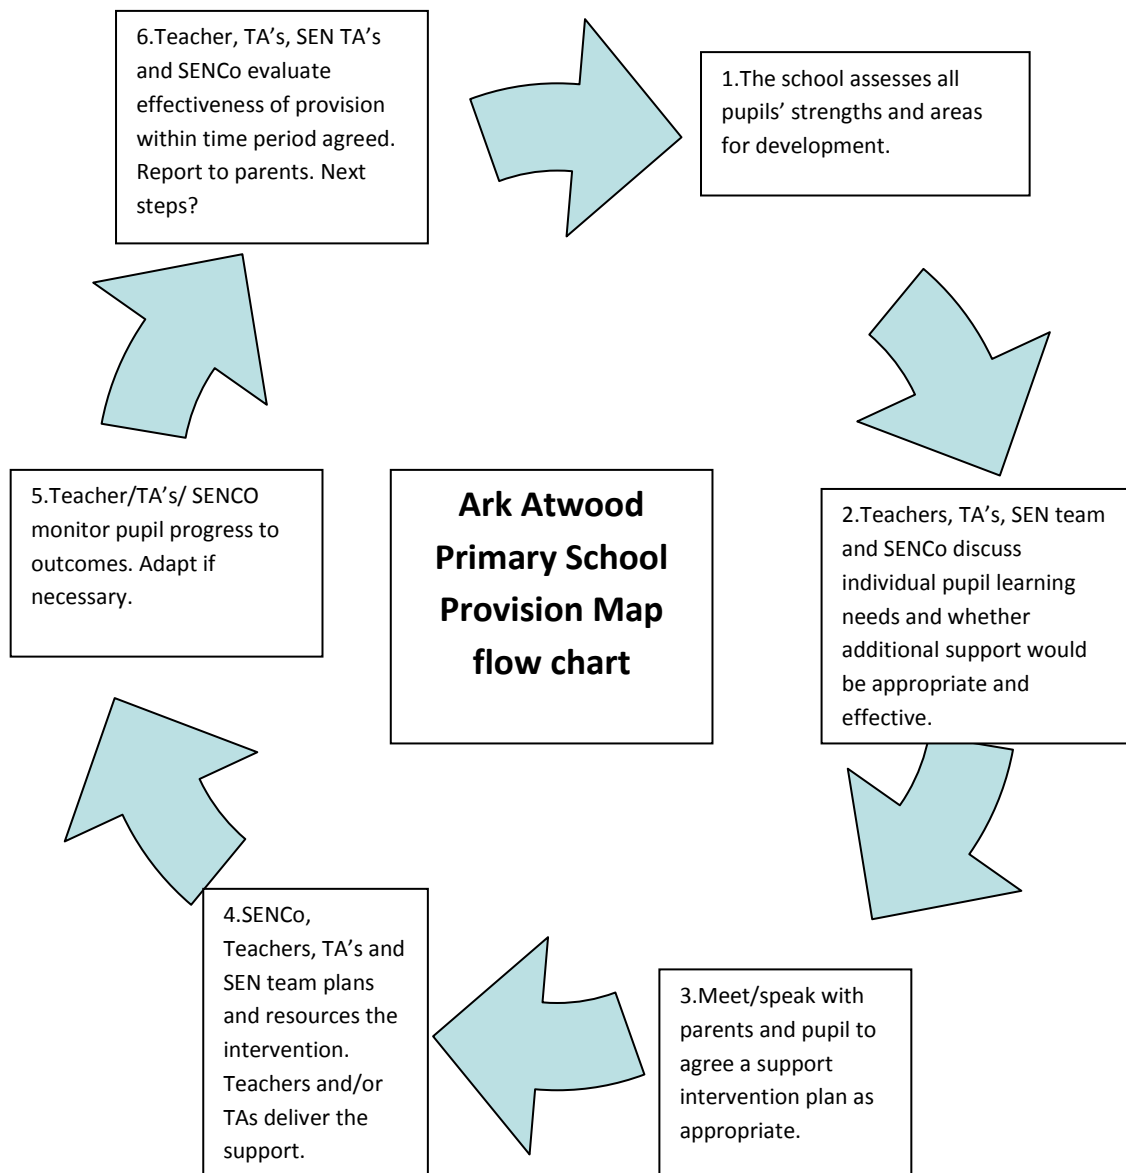 6.Teacher, TA’s, SEN TA’s
and SENCo evaluate
effectiveness of provision
within time period agreed.
Report to parents. Next
steps?
1.The school assesses all
pupils’ strengths and areas
for development.
5.Teacher/TA’s/ SENCO
monitor pupil progress to
outcomes. Adapt if
necessary.
Ark Atwood
Primary School
Provision Map
flow chart
2.Teachers, TA’s, SEN team
and SENCo discuss
individual pupil learning
needs and whether
additional support would
be appropriate and
effective.
4.SENCo,
Teachers, TA’s and
SEN team plans
and resources the
intervention.
Teachers and/or
TAs deliver the
support.
3.Meet/speak with
parents and pupil to
agree a support
intervention plan as
appropriate.